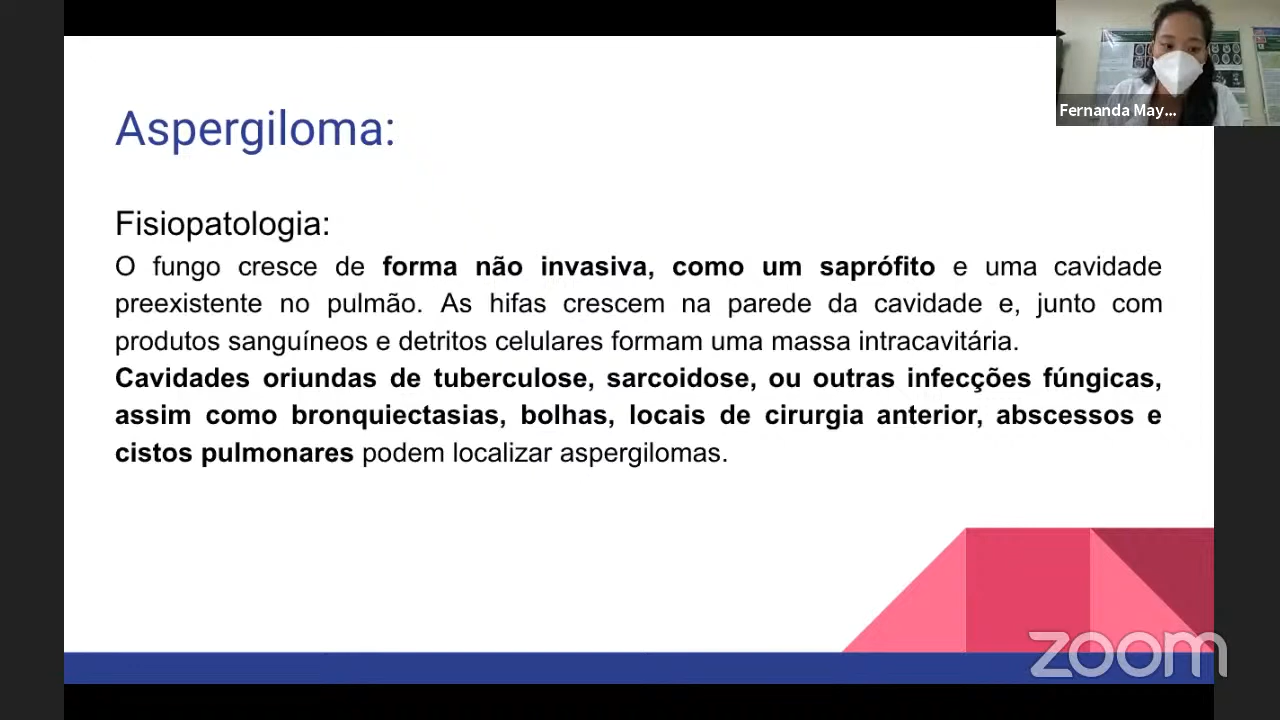 Aspergiloma:
Fisiopatologia:
O fungo cresce de forma não invasiva, como um saprófito e uma cavidade
preexistente no pulmão. As hifas crescem na parede da cavidade e, junto com
produtos sanguíneos e detritos celulares formam uma massa intracavitária.
Cavidades oriundas de tuberculose, sarcoidose, ou outras infecções fúngicas,
assim como bronquiectasias, bolhas, locais de cirurgia anterior, abscessos e
cistos pulmonares podem localizar aspergilomas.
Fernanda May...
zoom